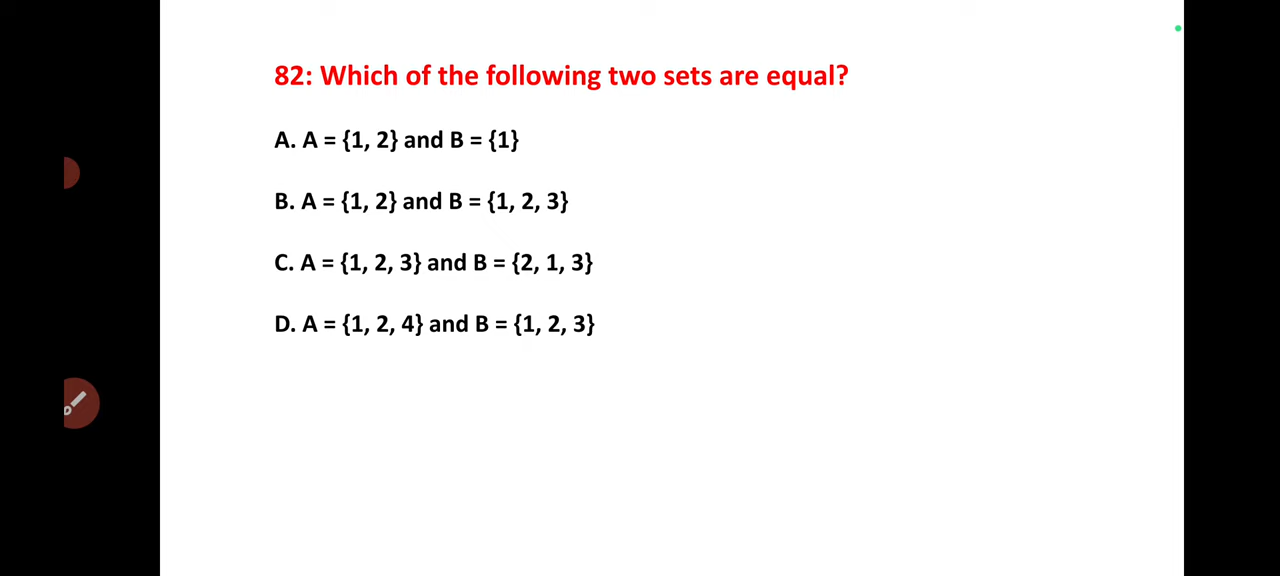 82: Which of the following two sets are equal?
A. A = {1, 2} and B = {1}
B. A = {1, 2} and B = {1, 2, 3}
C. A = {1, 2, 3} and B = {2, 1, 3}
D. A = {1, 2, 4} and B = {1, 2, 3}